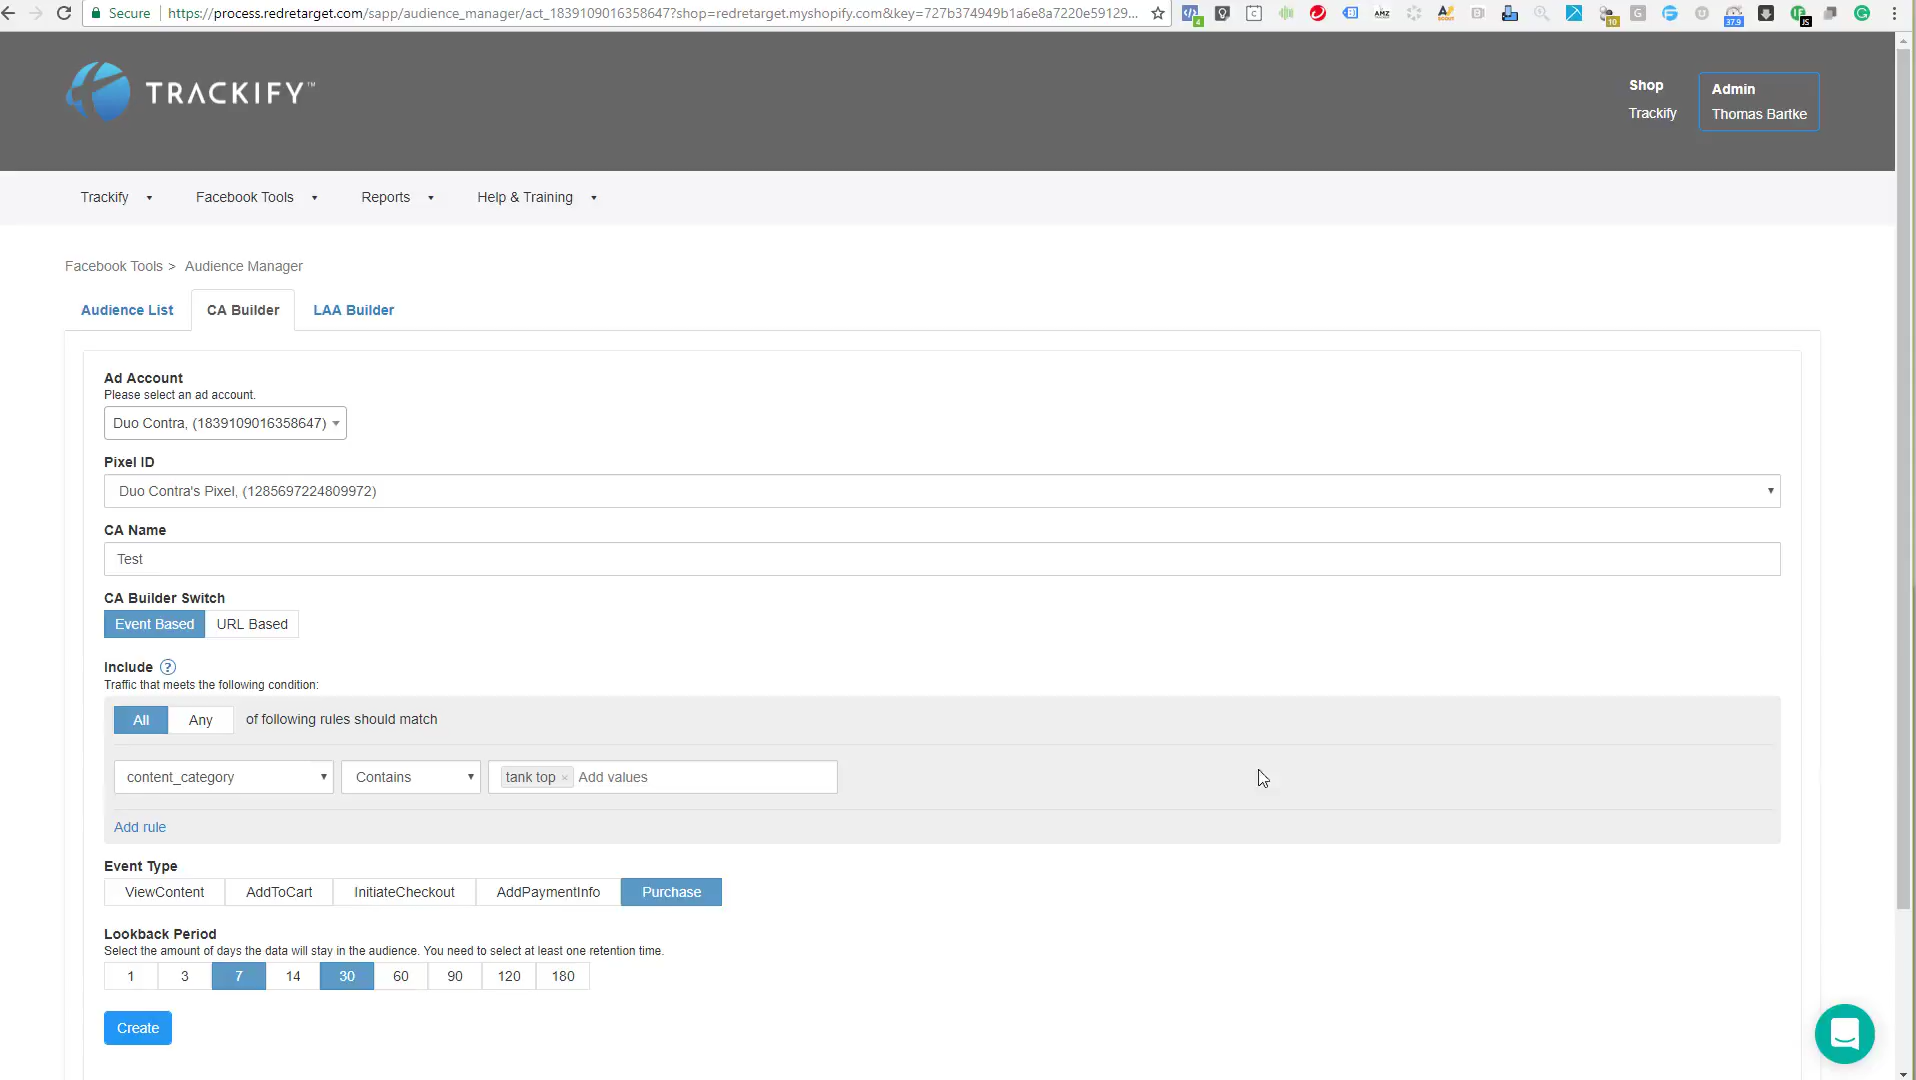 Secure
https://process.redretarget.com/sapp/audience_manager/act_1839109016358647?shop=redretarget.myshopify.com&key=727b374949b1a6e8a7220e59129...
TRACKIFY™
Shop
Trackify
Admin
Thomas Bartke
Trackify
Facebook Tools
Reports
Help & Training
Facebook Tools > Audience Manager
Audience List
CA Builder
LAA Builder
Ad Account
Please select an ad account.
Duo Contra, (1839109016358647)
Pixel ID
Duo Contra's Pixel, (1285697224809972)
CA Name
Test
CA Builder Switch
Event Based
URL Based
Include ?
Traffic that meets the following condition:
All Any of following rules should match
content_category
Contains
tank top × Add values
Add rule
Event Type
ViewContent
AddToCart
InitiateCheckout
AddPaymentInfo
Purchase
Lookback Period
Select the amount of days the data will stay in the audience. You need to select at least one retention time.
1 3 7 14 30 60 90 120 180
Create